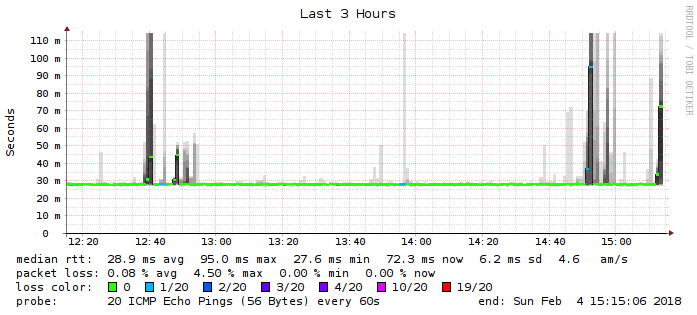 Last 3 Hours
RRDTOOL / TOBI OETIKER
Seconds
110 m
100 m
90 m
80 m
70 m
60 m
50 m
40 m
30 m
20 m
10 m
0
12:20 12:40 13:00 13:20 13:40 14:00 14:20 14:40 15:00
median rtt: 28.9 ms avg 95.0 ms max 27.6 ms min 72.3 ms now 6.2 ms sd 4.6 am/s
packet loss: 0.08 % avg 4.50 % max 0.00 % min 0.00 % now
loss color: 0 1/20 2/20 3/20 4/20 10/20 19/20
probe: 20 ICMP Echo Pings (56 Bytes) every 60s end: Sun Feb 4 15:15:06 2018